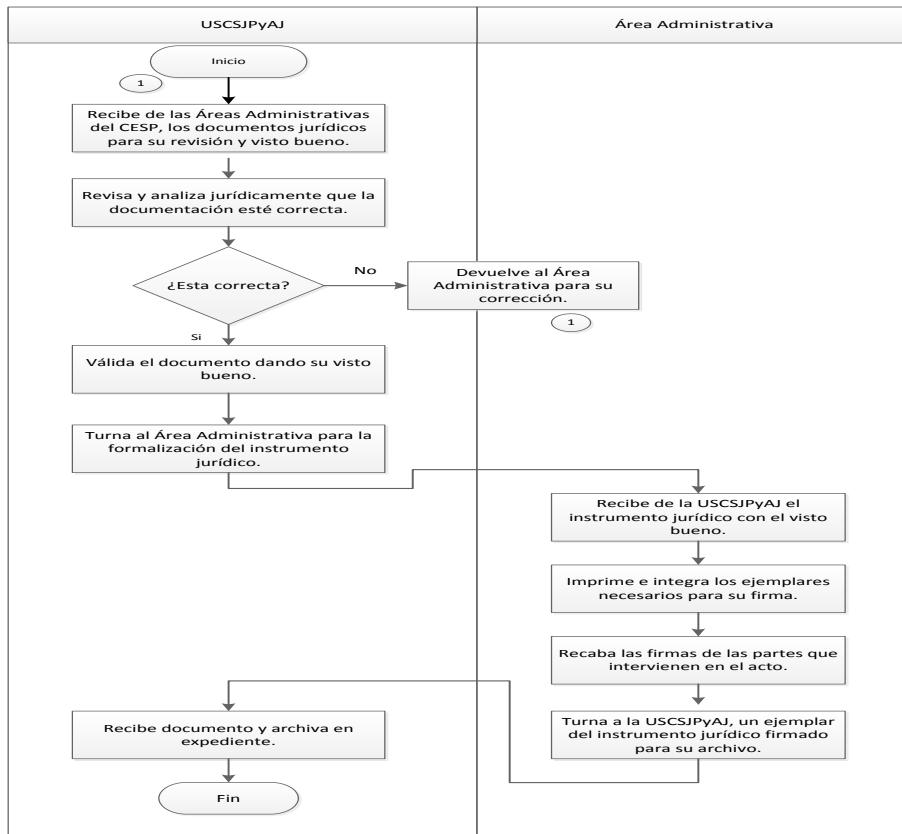 USCSJPyAJ
Área Administrativa
Inicio
1
Recibe de las Áreas Administrativas
del CESP, los documentos jurídicos
para su revisión y visto bueno.
Revisa y analiza jurídicamente que la
documentación esté correcta.
¿Esta correcta?
No
Devuelve al Área
Administrativa para su
corrección.
1
Si
Válida el documento dando su visto
bueno.
Turna al Área Administrativa para la
formalización del instrumento
jurídico.
Recibe de la USCSJPyAJ el
instrumento jurídico con el visto
bueno.
Imprime e integra los ejemplares
necesarios para su firma.
Recaba las firmas de las partes que
intervienen en el acto.
Turna a la USCSJPyAJ, un ejemplar
del instrumento jurídico firmado
para su archivo.
Recibe documento y archiva en
expediente.
Fin